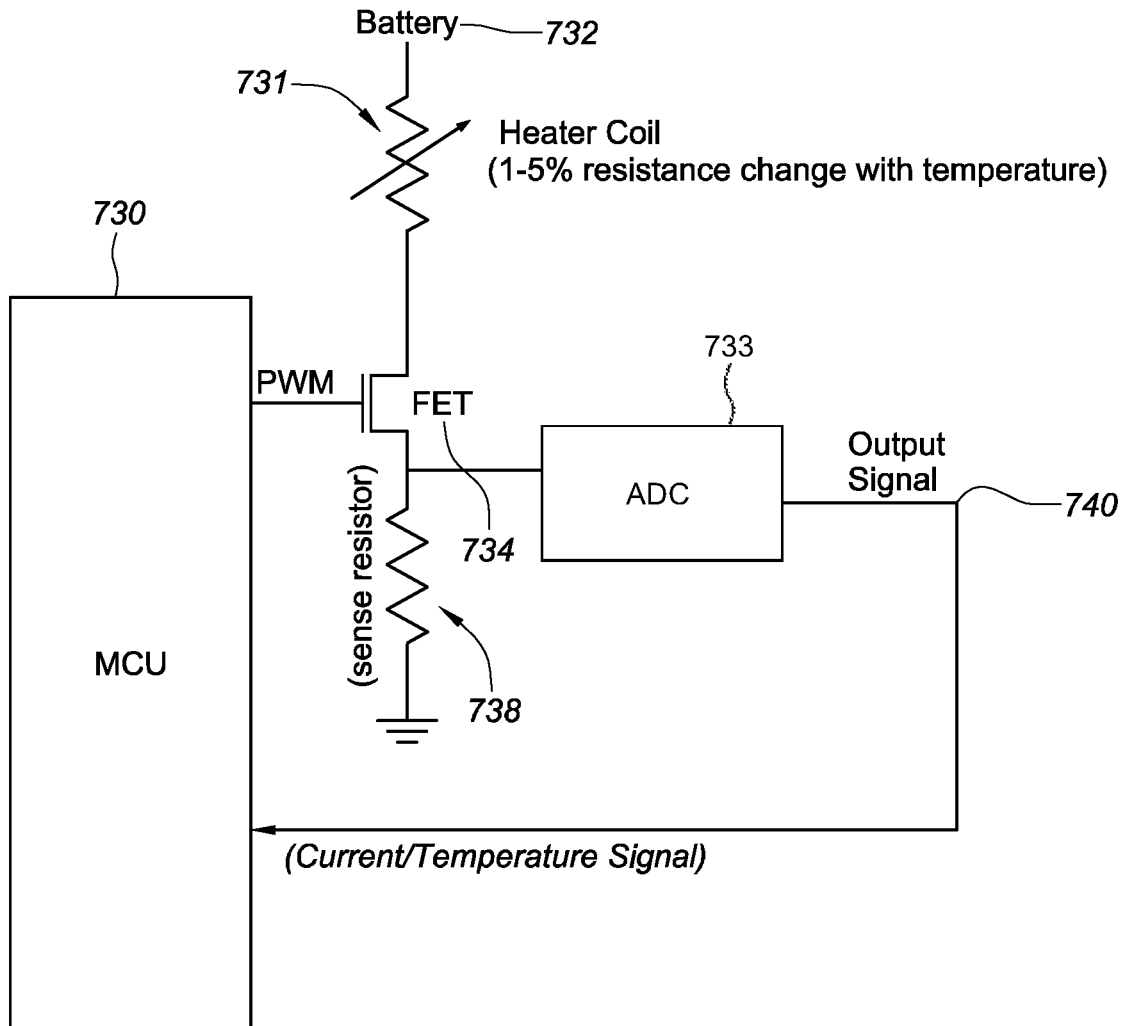 Battery 732
731
Heater Coil
(1-5% resistance change with temperature)
730
733
PWM
FET
Output
Signal
ADC
740
734
(sense resistor)
MCU
738
(Current/Temperature Signal)